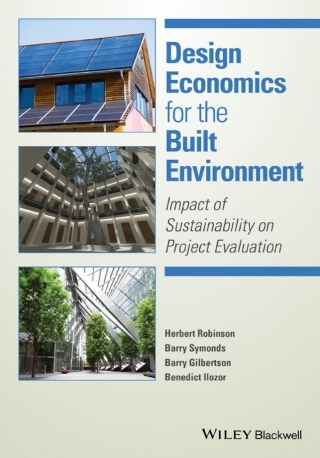 Design
Economics
for the
Built
Environment
Impact of
Sustainability on
Project Evaluation
Herbert Robinson
Barry Symonds
Barry Gilbertson
Benedict Ilozor
WILEY Blackwell